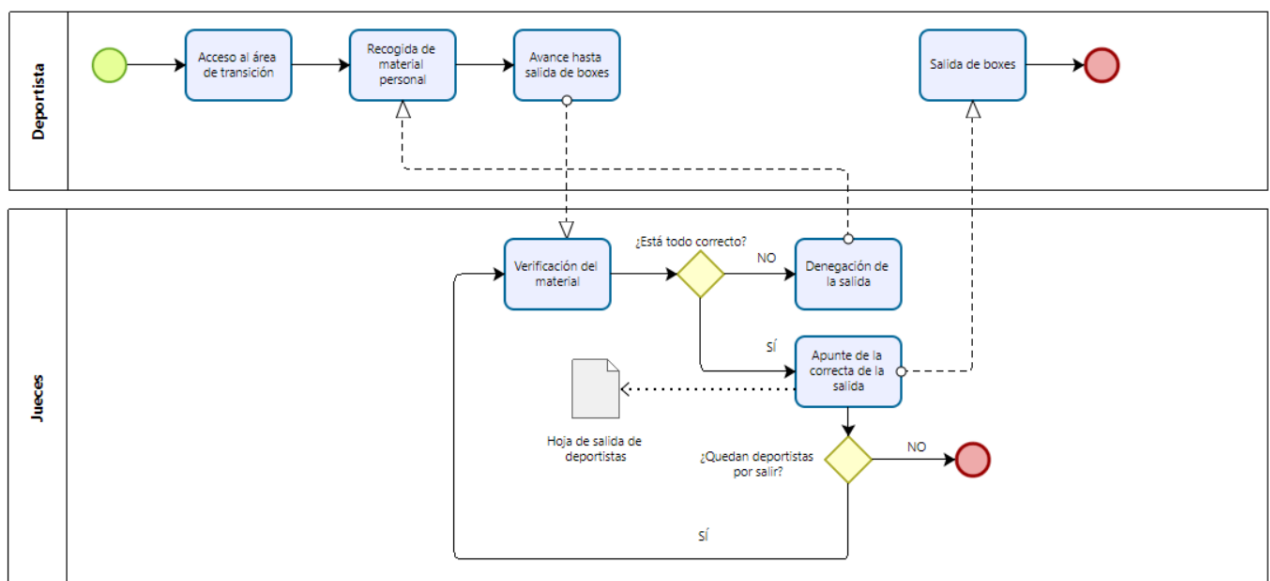 Deportista
Acceso al área
de transición
Recogida de
material
personal
Avance hasta
salida de boxes
Salida de boxes
Jueces
Verificación del
material
¿Está todo correcto?
NO
Denegación de
la salida
SÍ
Apunte de la
correcta de la
salida
Hoja de salida de
deportistas
¿Quedan deportistas
por salir?
NO
SÍ